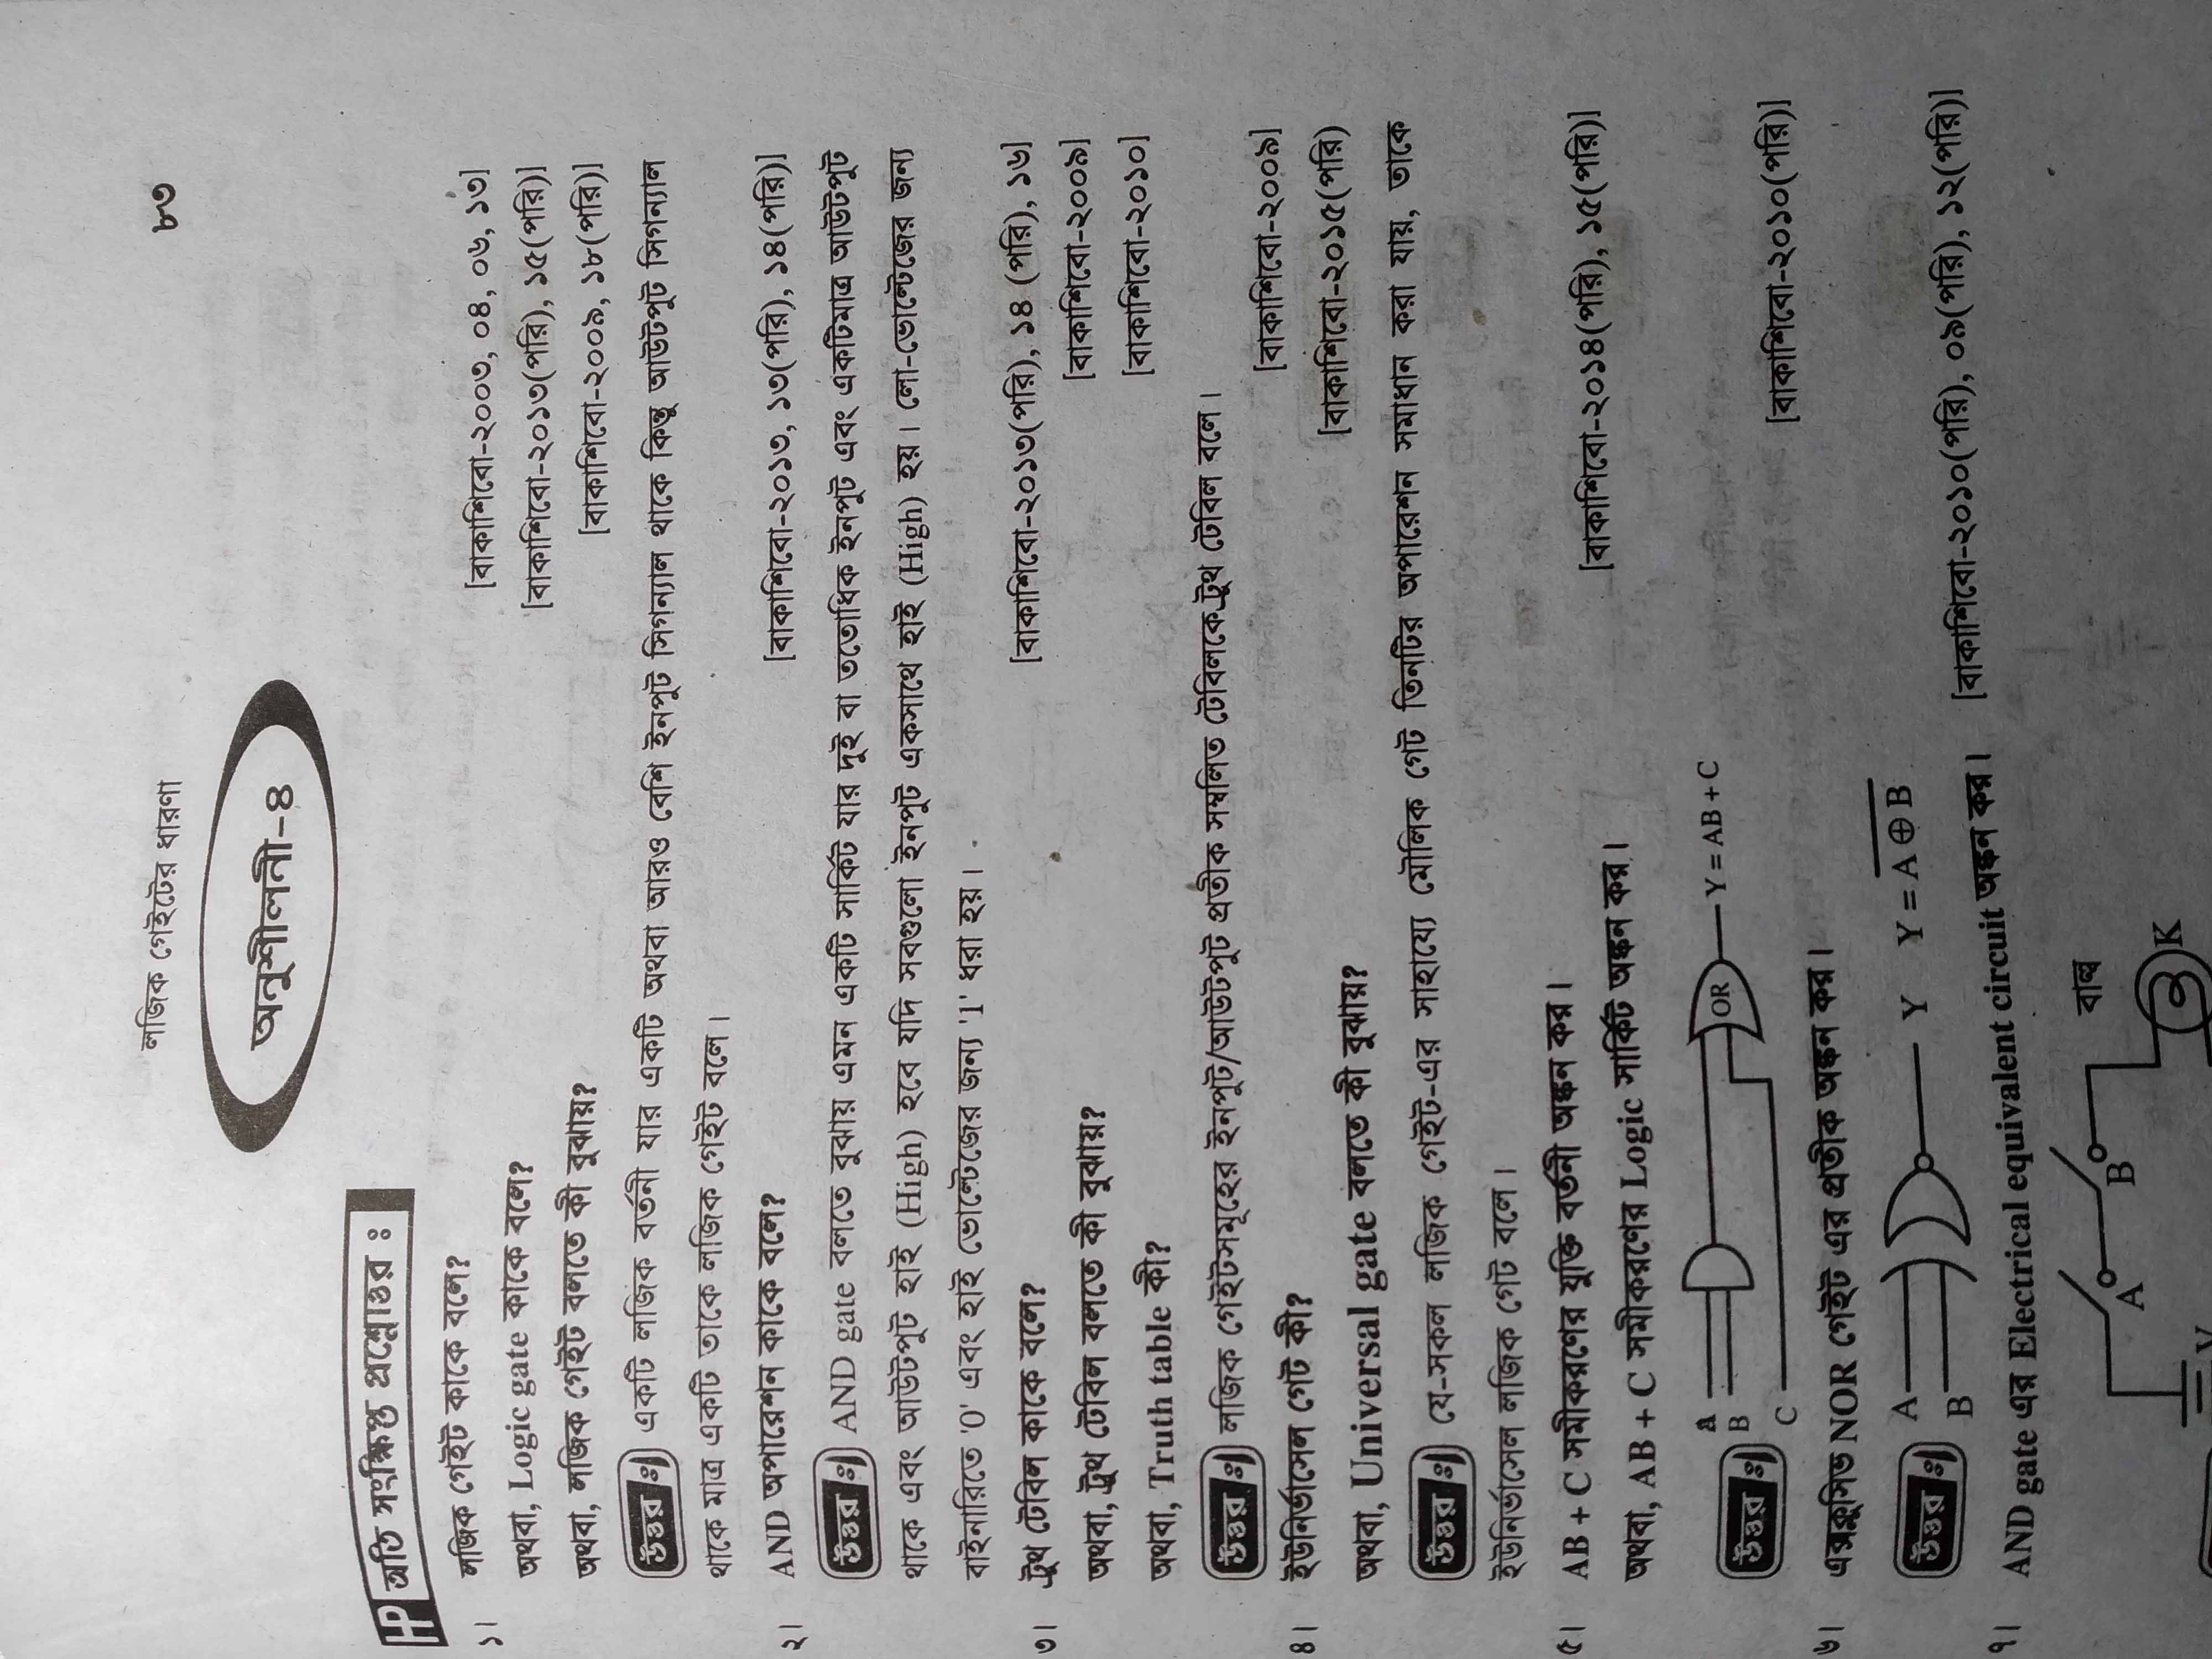 লজিক গেইটের ধারণা ৮৩
অনুশীলনী-৪
HP অতি সংক্ষিপ্ত প্রশ্নোত্তর ঃ
১। লজিক গেইট কাকে বলে? [বাকাশিবো-২০০৩, ০৪, ০৬, ১৩]
অথবা, Logic gate কাকে বলে? [বাকাশিবো-২০১৩(পরি), ১৫(পরি)]
অথবা, লজিক গেইট বলতে কী বুঝায়? [বাকাশিবো-২০০৯, ১৮(পরি)]
উত্তর ঃ একটি লজিক বর্তনী যার একটি অথবা আরও বেশি ইনপুট সিগন্যাল থাকে কিন্তু আউটপুট সিগন্যাল
থাকে মাত্র একটি তাকে লজিক গেইট বলে।
২। AND অপারেশন কাকে বলে? [বাকাশিবো-২০১৩, ১৩(পরি), ১৪(পরি)]
উত্তর ঃ AND gate বলতে বুঝায় এমন একটি সার্কিট যার দুই বা ততোধিক ইনপুট এবং একটিমাত্র আউটপুট
থাকে এবং আউটপুট হাই (High) হবে যদি সবগুলো ইনপুট একসাথে হাই (High) হয়। লো-ভোল্টেজের জন্য
বাইনারিতে '0' এবং হাই ভোল্টেজের জন্য '1' ধরা হয়।
৩। ট্রুথ টেবিল কাকে বলে? [বাকাশিবো-২০১৩(পরি), ১৪ (পরি), ১৬]
অথবা, ট্রুথ টেবিল বলতে কী বুঝায়? [বাকাশিবো-২০০৯]
অথবা, Truth table কী? [বাকাশিবো-২০১০]
উত্তর ঃ লজিক গেইটসমূহের ইনপুট/আউটপুট প্রতীক সম্বলিত টেবিলকে ট্রুথ টেবিল বলে।
৪। ইউনির্ভাসেল গেট কী? [বাকাশিবো-২০০৯]
অথবা, Universal gate বলতে কী বুঝায়? [বাকাশিবো-২০১৫(পরি)
উত্তর ঃ যে-সকল লজিক গেইট-এর সাহায্যে মৌলিক গেট তিনটির অপারেশন সমাধান করা যায়, তাকে
ইউনির্ভাসেল লজিক গেট বলে।
৫। AB + C সমীকরণের যুক্তি বর্তনী অঙ্কন কর।
অথবা, AB + C সমীকরণের Logic সার্কিট অঙ্কন কর। [বাকাশিবো-২০১৪(পরি), ১৫(পরি)]
উত্তর ঃ A
B
C
OR
Y = AB + C
৬। এক্সক্লুসিভ NOR গেইট এর প্রতীক অঙ্কন কর। [বাকাশিবো-২০১০(পরি)]
উত্তর ঃ A
B
Y Y = \overline{A ⊕ B}
৭। AND gate এর Electrical equivalent circuit অঙ্কন কর। [বাকাশিবো-২০১০(পরি), ০৯(পরি), ১২(পরি)]
A
B
বাল্ব
K
V